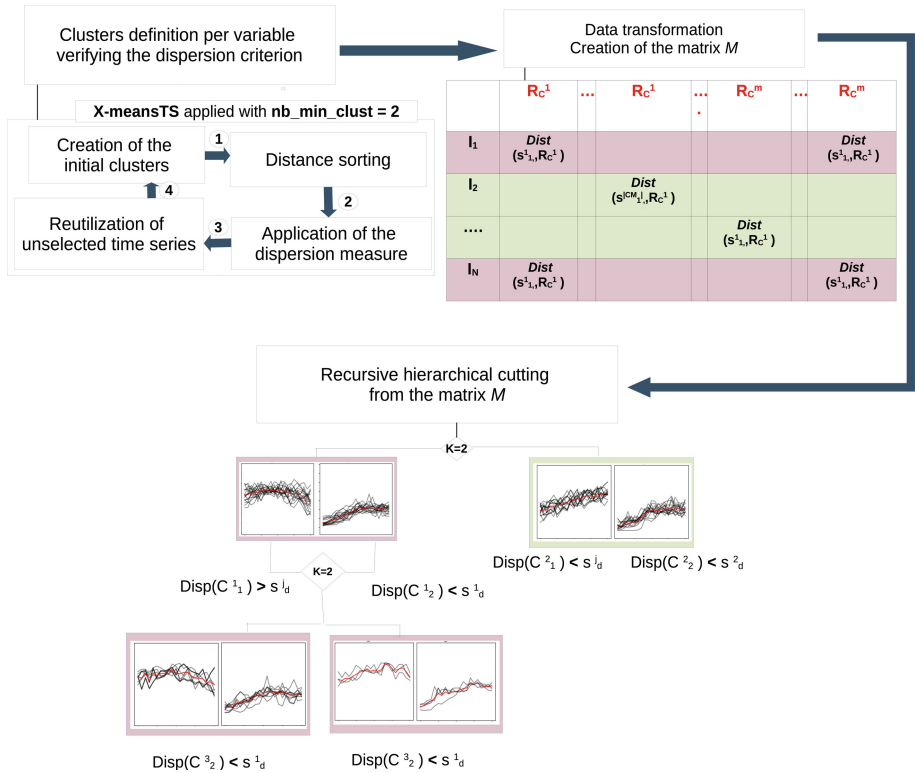 Clusters definition per variable
verifying the dispersion criterion
Data transformation
Creation of the matrix M
X-meansTS applied with nb_min_clust = 2
Creation of the
initial clusters
1
Distance sorting
2
Application of the
dispersion measure
3
Reutilization of
unselected time series
4
R_C^1 ... R_C^1 ... R_C^m ... R_C^m
.
I_1 Dist Dist
(s^1_1,,R_C^1 ) (s^1_1,,R_C^1 )
I_2 Dist
(s^|CM_1|,,R_C^1 )
.... Dist
(s^1_1,,R_C^1 )
I_N Dist Dist
(s^1_1,,R_C^1 ) (s^1_1,,R_C^1 )
Recursive hierarchical cutting
from the matrix M
K=2
Disp(C^2_1 ) < s^j_d Disp(C^2_2 ) < s^2_d
K=2
Disp(C^1_1 ) > s^j_d Disp(C^1_2 ) < s^1_d
Disp(C^3_2 ) < s^1_d Disp(C^3_2 ) < s^1_d